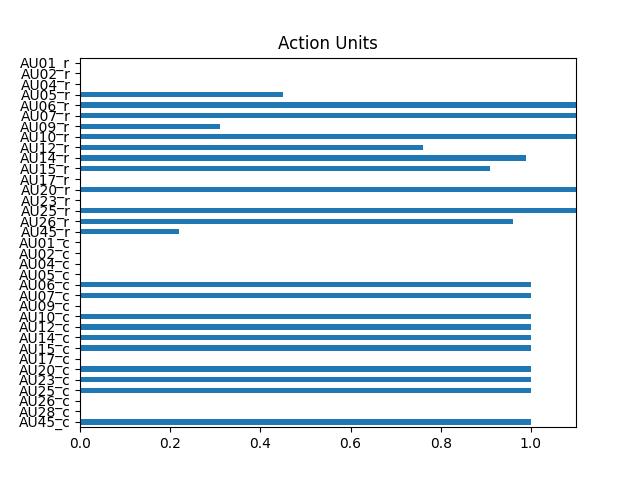 Action Units
AU01_r
AU02_r
AU04_r
AU05_r
AU06_r
AU07_r
AU09_r
AU10_r
AU12_r
AU14_r
AU15_r
AU17_r
AU20_r
AU23_r
AU25_r
AU26_r
AU45_r
AU01_c
AU02_c
AU04_c
AU05_c
AU06_c
AU07_c
AU09_c
AU10_c
AU12_c
AU14_c
AU15_c
AU17_c
AU20_c
AU23_c
AU25_c
AU26_c
AU28_c
AU45_c
0.0 0.2 0.4 0.6 0.8 1.0